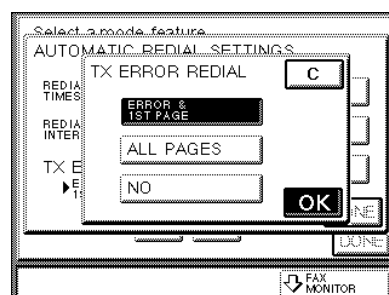 Select a mode feature
AUTOMATIC REDIAL SETTINGS
TX ERROR REDIAL
C
REDIA
TIMES
ERROR &
1ST PAGE
REDIA
INTER
ALL PAGES
TX E
NO
OK
DONE
FAX
MONITOR